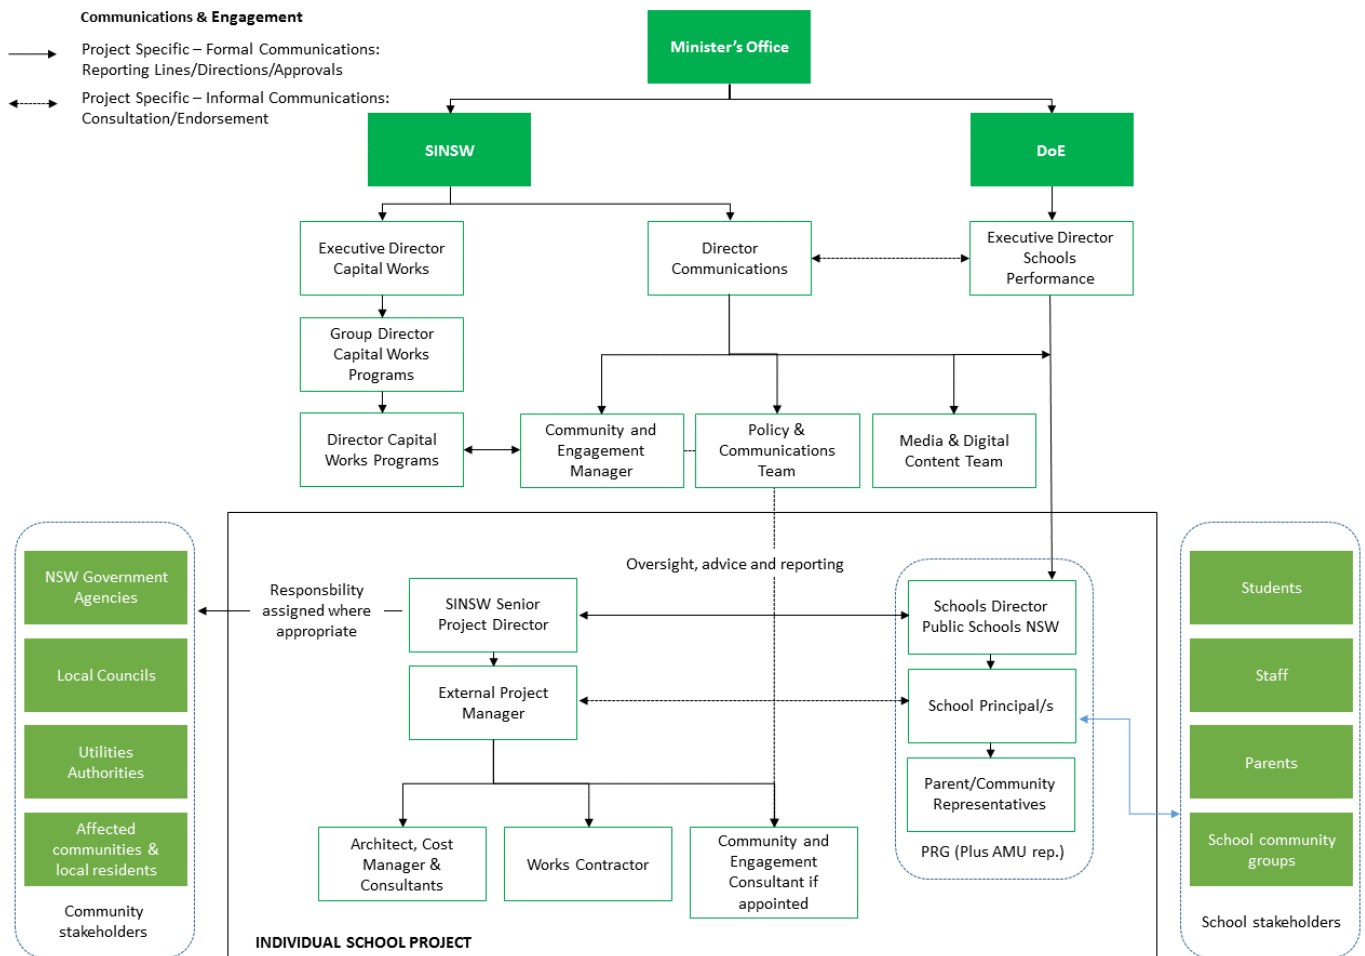 Communications & Engagement
Project Specific – Formal Communications:
Reporting Lines/Directions/Approvals
Project Specific – Informal Communications:
Consultation/Endorsement
Minister's Office
SINSW
DoE
Executive Director
Capital Works
Director
Communications
Executive Director
Schools
Performance
Group Director
Capital Works
Programs
Director Capital
Works Programs
Community and
Engagement
Manager
Policy &
Communications
Team
Media & Digital
Content Team
NSW Government
Agencies
Local Councils
Utilities
Authorities
Affected
communities &
local residents
Community
stakeholders
Responsbility
assigned where
appropriate
Oversight, advice and reporting
SINSW Senior
Project Director
External Project
Manager
Architect, Cost
Manager &
Consultants
Works Contractor
Community and
Engagement
Consultant if
appointed
Schools Director
Public Schools NSW
School Principal/s
Parent/Community
Representatives
PRG (Plus AMU rep.)
INDIVIDUAL SCHOOL PROJECT
Students
Staff
Parents
School community
groups
School stakeholders